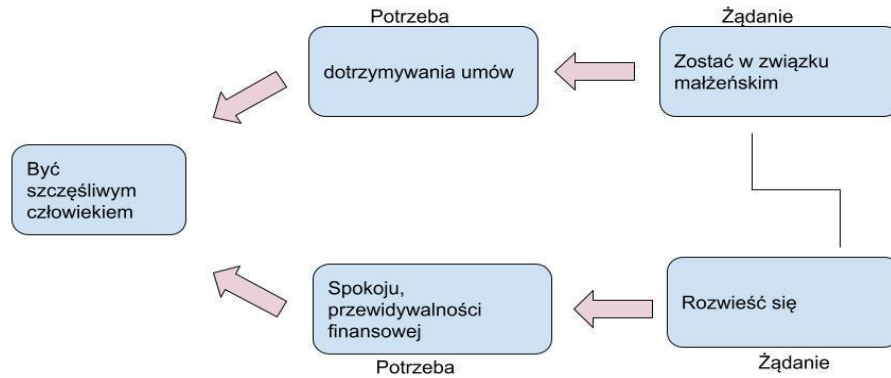 Potrzeba
Żądanie
dotrzymywania umów
Zostać w związku
małżeńskim
Być
szczęśliwym
człowiekiem
Spokoju,
przewidywalności
finansowej
Rozwieść się
Potrzeba
Żądanie